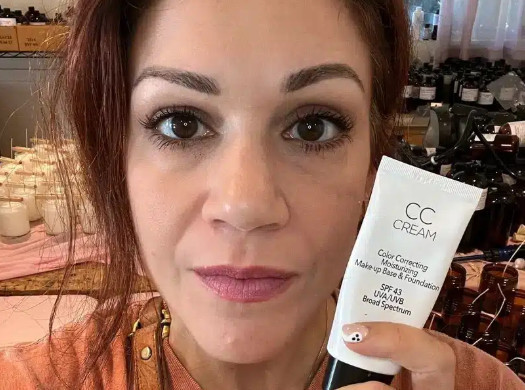 CC
CREAM
Color Correcting
Moisturizing
Make-up Base & Foundation
SPF 43
UVA/UVB
Broad Spectrum